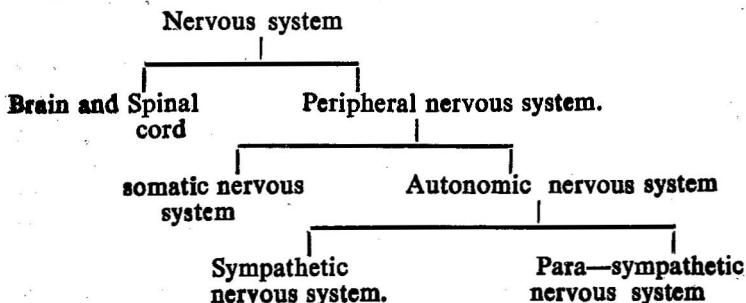 Nervous system
Brain and Spinal
cord
Peripheral nervous system.
somatic nervous
system
Autonomic nervous system
Sympathetic
nervous system.
Para—sympathetic
nervous system